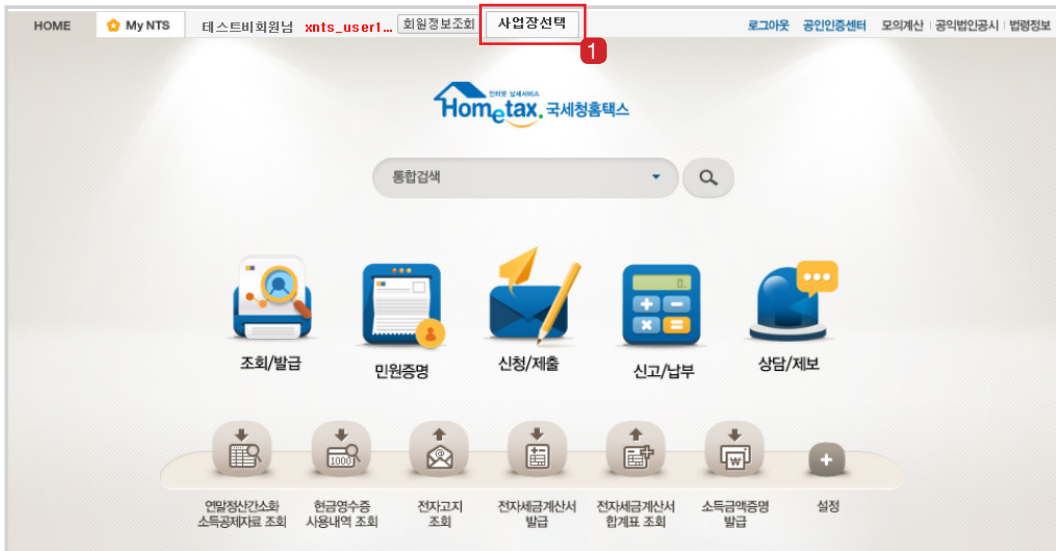 HOME My NTS 테스트비회원님 xnts_user1... 회원정보조회 사업장선택 로그아웃 공인인증센터 모의계산 공익법인공시 법령정보
1
인터넷 납세서비스
Hometax. 국세청홈택스
통합검색
0.
조회/발급 민원증명 신청/제출 신고/납부 상담/제보
1000
@
W
연말정산간소화 현금영수증 전자고지 전자세금계산서 전자세금계산서 소득금액증명 설정
소득공제자료 조회 사용내역 조회 조회 발급 합계표 조회 발급